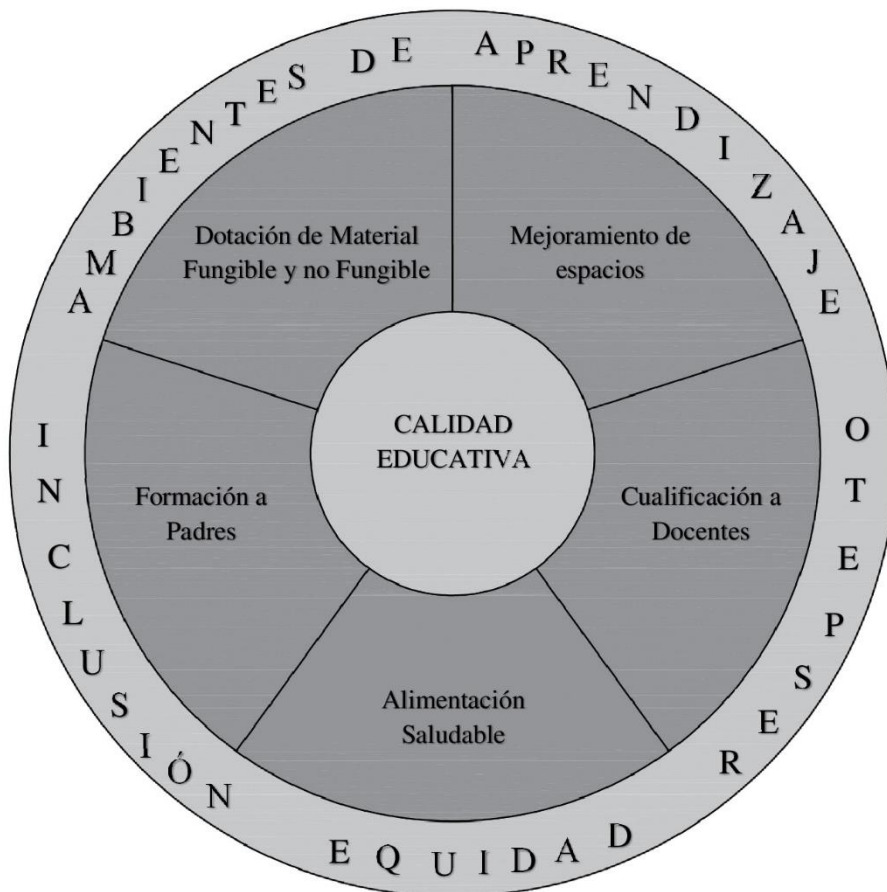 AMBIENTES DE APRENDIZAJE
Dotación de Material
Fungible y no Fungible
Mejoramiento de
espacios
CALIDAD
EDUCATIVA
Formación a
Padres
Cualificación a
Docentes
Alimentación
Saludable
INCLUSIÓN
EQUIDAD
RESPETO